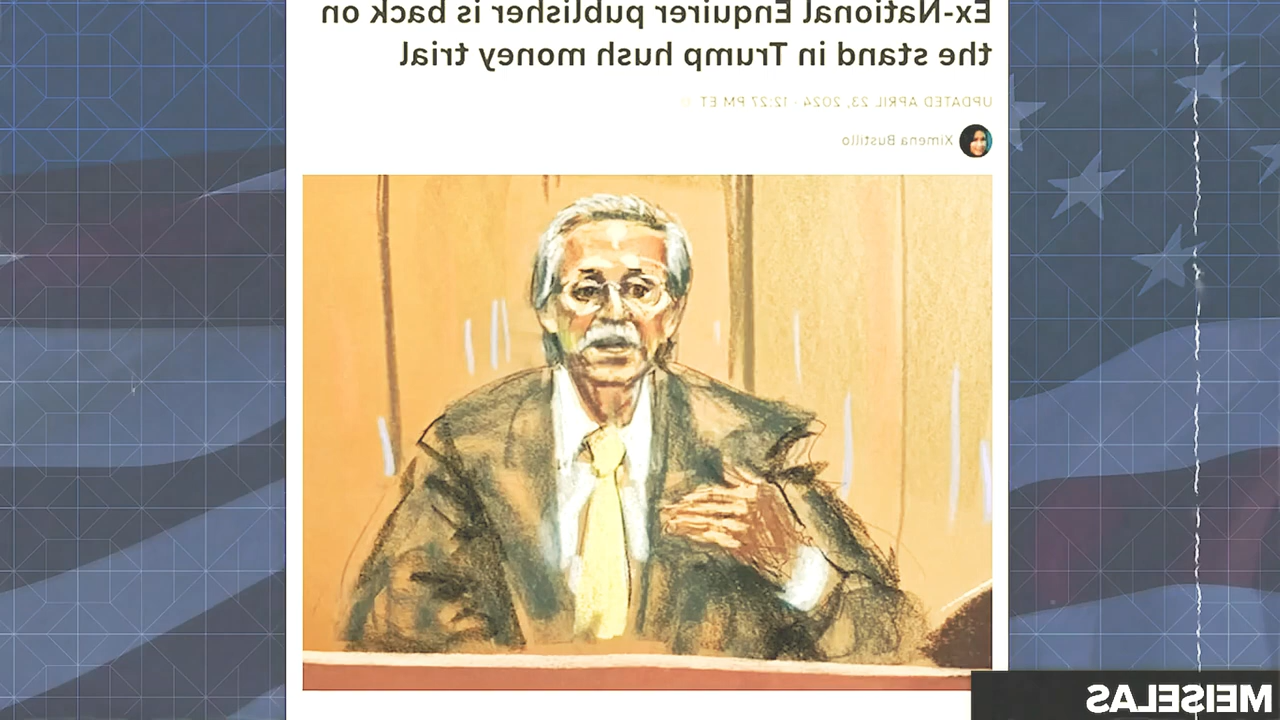 Ex-National Enquirer publisher is back on
the stand in Trump hush money trial
UPDATED APRIL 23, 2024 · 12:27 PM ET
Ximena Bustillo
MEISELAS